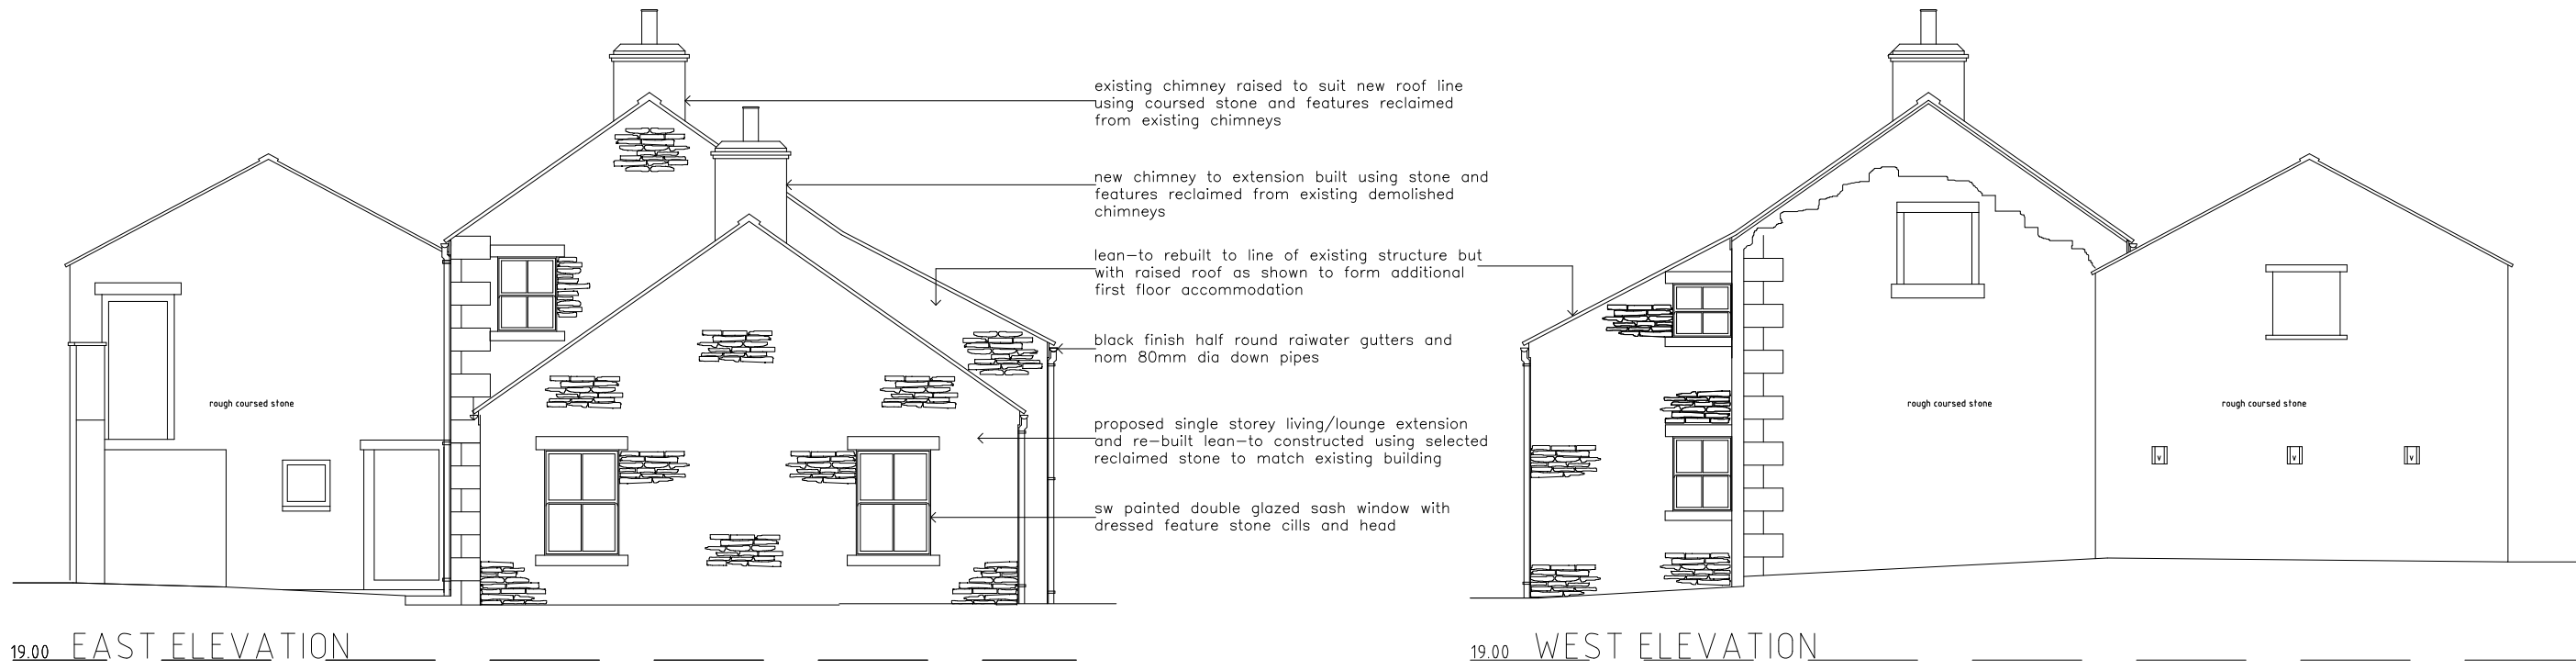 existing chimney raised to suit new roof line
using coursed stone and features reclaimed
from existing chimneys
new chimney to extension built using stone and
features reclaimed from existing demolished
chimneys
lean-to rebuilt to line of existing structure but
with raised roof as shown to form additional
first floor accommodation
black finish half round raiwater gutters and
nom 80mm dia down pipes
proposed single storey living/lounge extension
and re-built lean-to constructed using selected
reclaimed stone to match existing building
sw painted double glazed sash window with
dressed feature stone cills and head
rough coursed stone
rough coursed stone
rough coursed stone
v
v
v
19.00 EAST ELEVATION
19.00 WEST ELEVATION